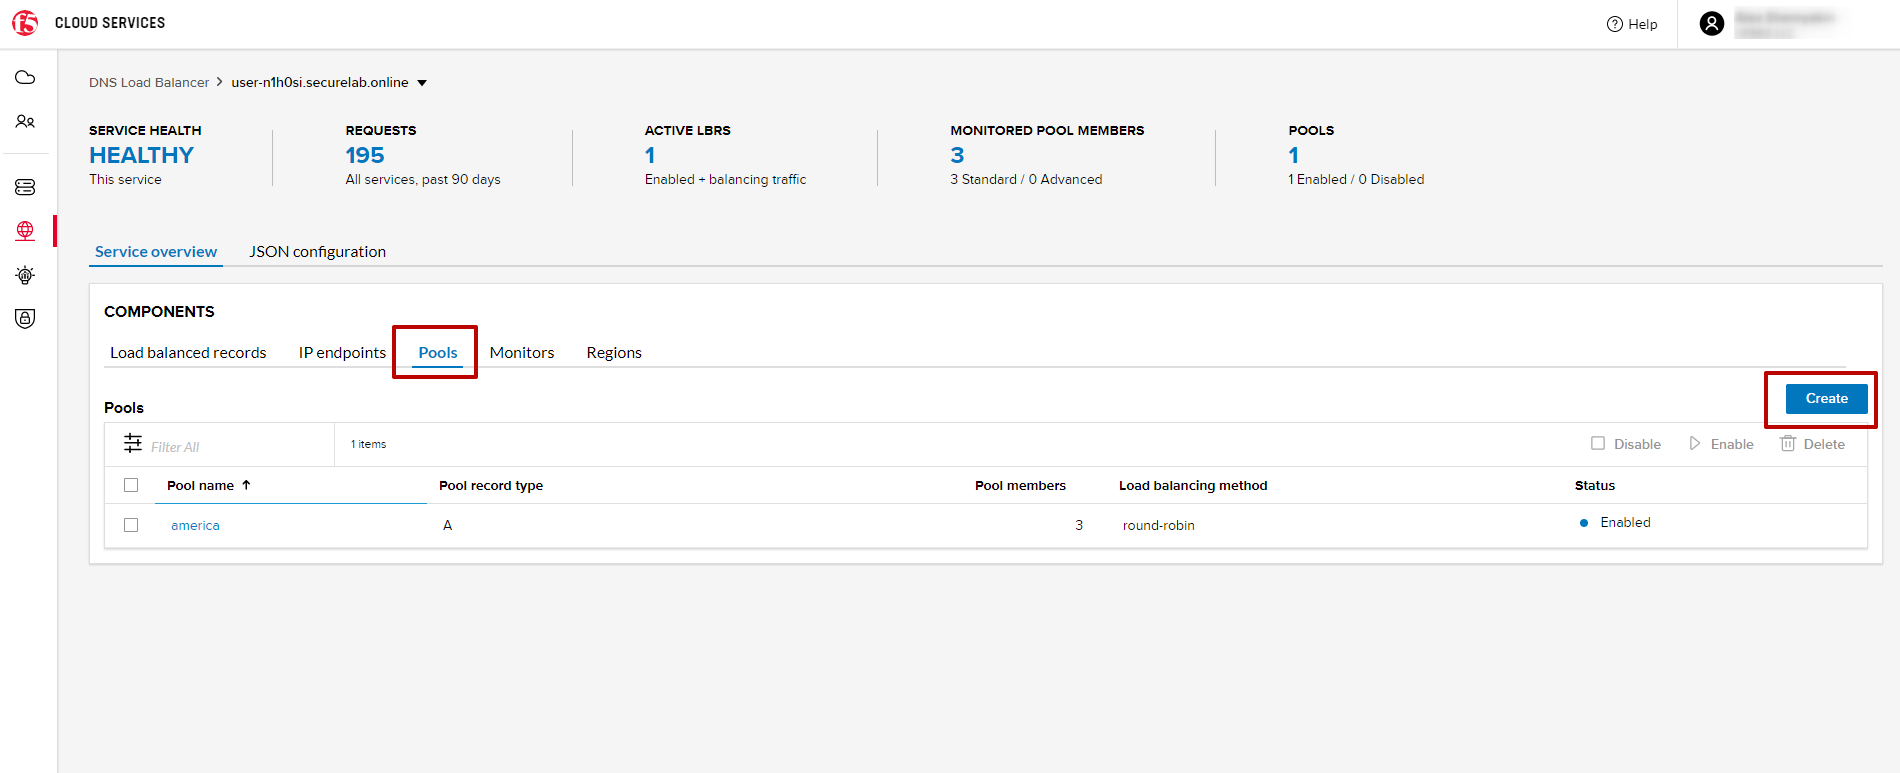 f5 CLOUD SERVICES
Help
DNS Load Balancer > user-n1h0si.securelab.online
SERVICE HEALTH
HEALTHY
This service
REQUESTS
195
All services, past 90 days
ACTIVE LBRS
1
Enabled + balancing traffic
MONITORED POOL MEMBERS
3
3 Standard / 0 Advanced
POOLS
1
1 Enabled / 0 Disabled
Service overview JSON configuration
COMPONENTS
Load balanced records IP endpoints Pools Monitors Regions
Create
Pools
Filter All 1 items Disable Enable Delete
Pool name ↑ Pool record type Pool members Load balancing method Status
america A 3 round-robin Enabled